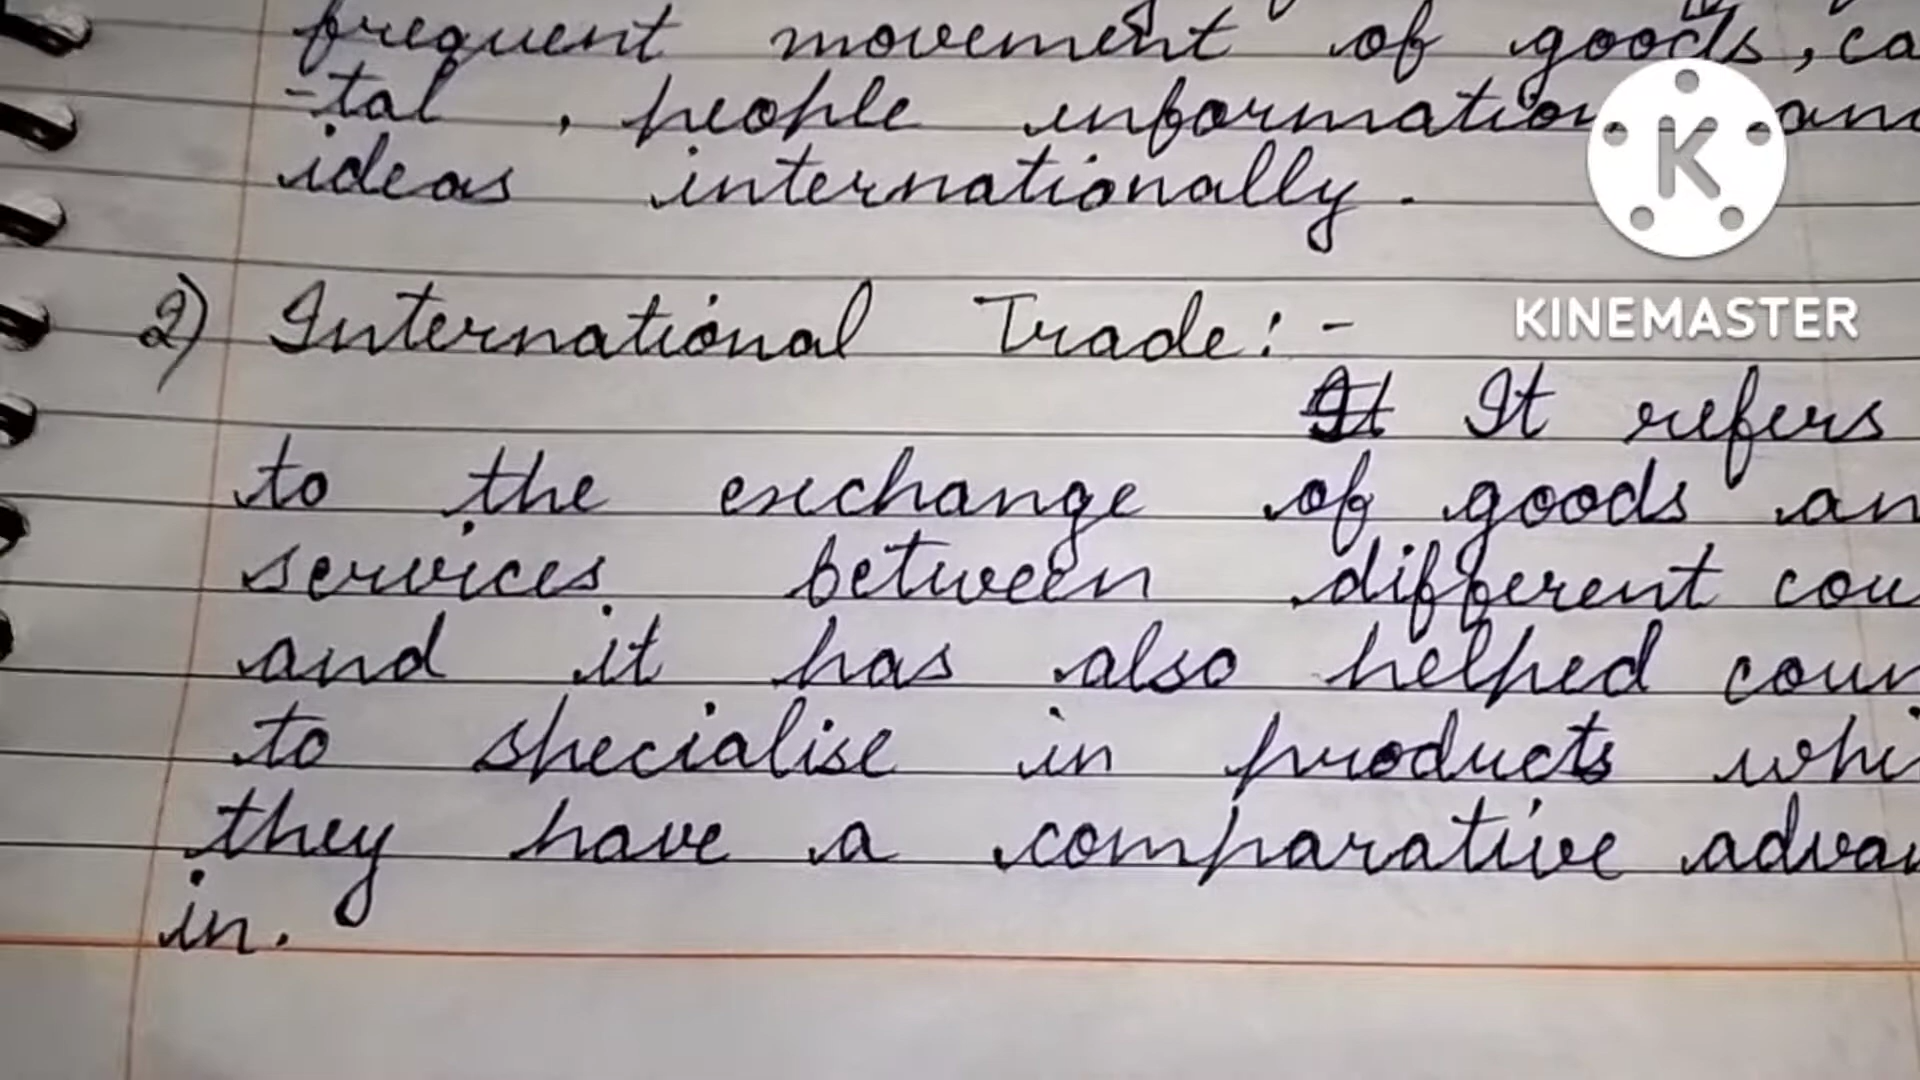 frequent movement of goods, ca
-tal , people information and
ideas internationally.
KINEMASTER
2) International Trade:-
It It refers
to the exchange of goods an
services between different cou
and it has also helped coun
to specialise in products whi
they have a comparative advan
in.